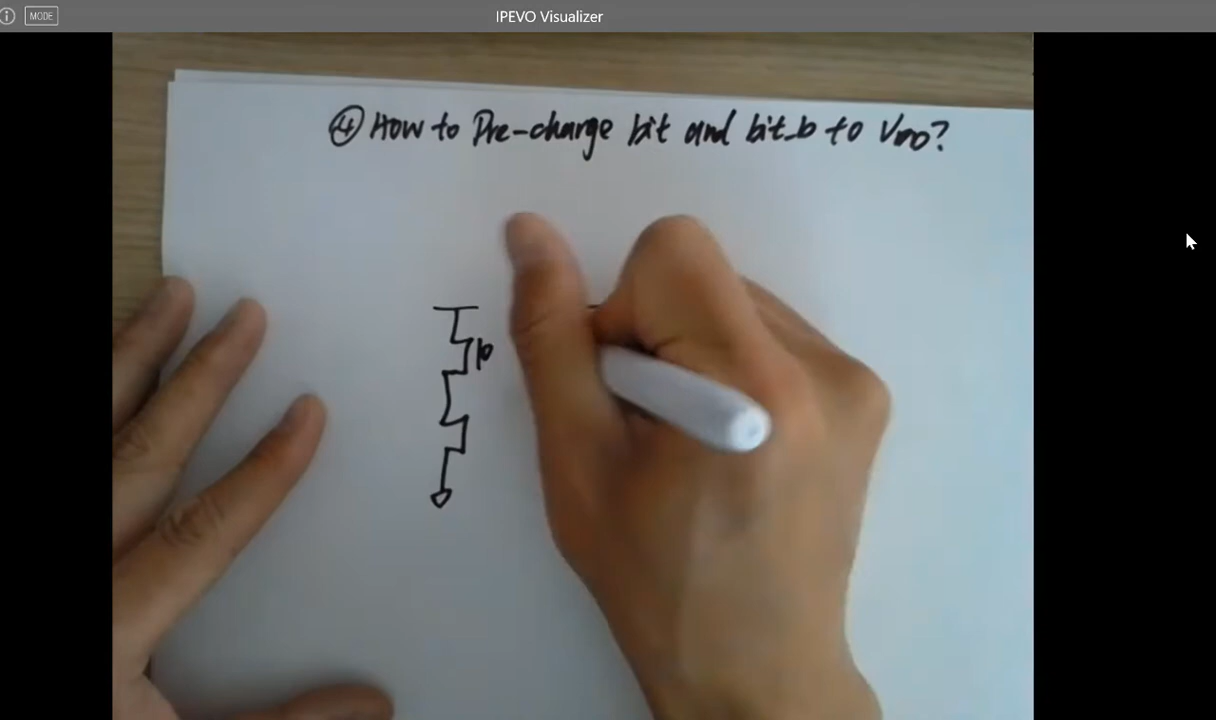 MODE
IPEVO Visualizer
④ How to Pre-charge bit and bit_b to VDD?